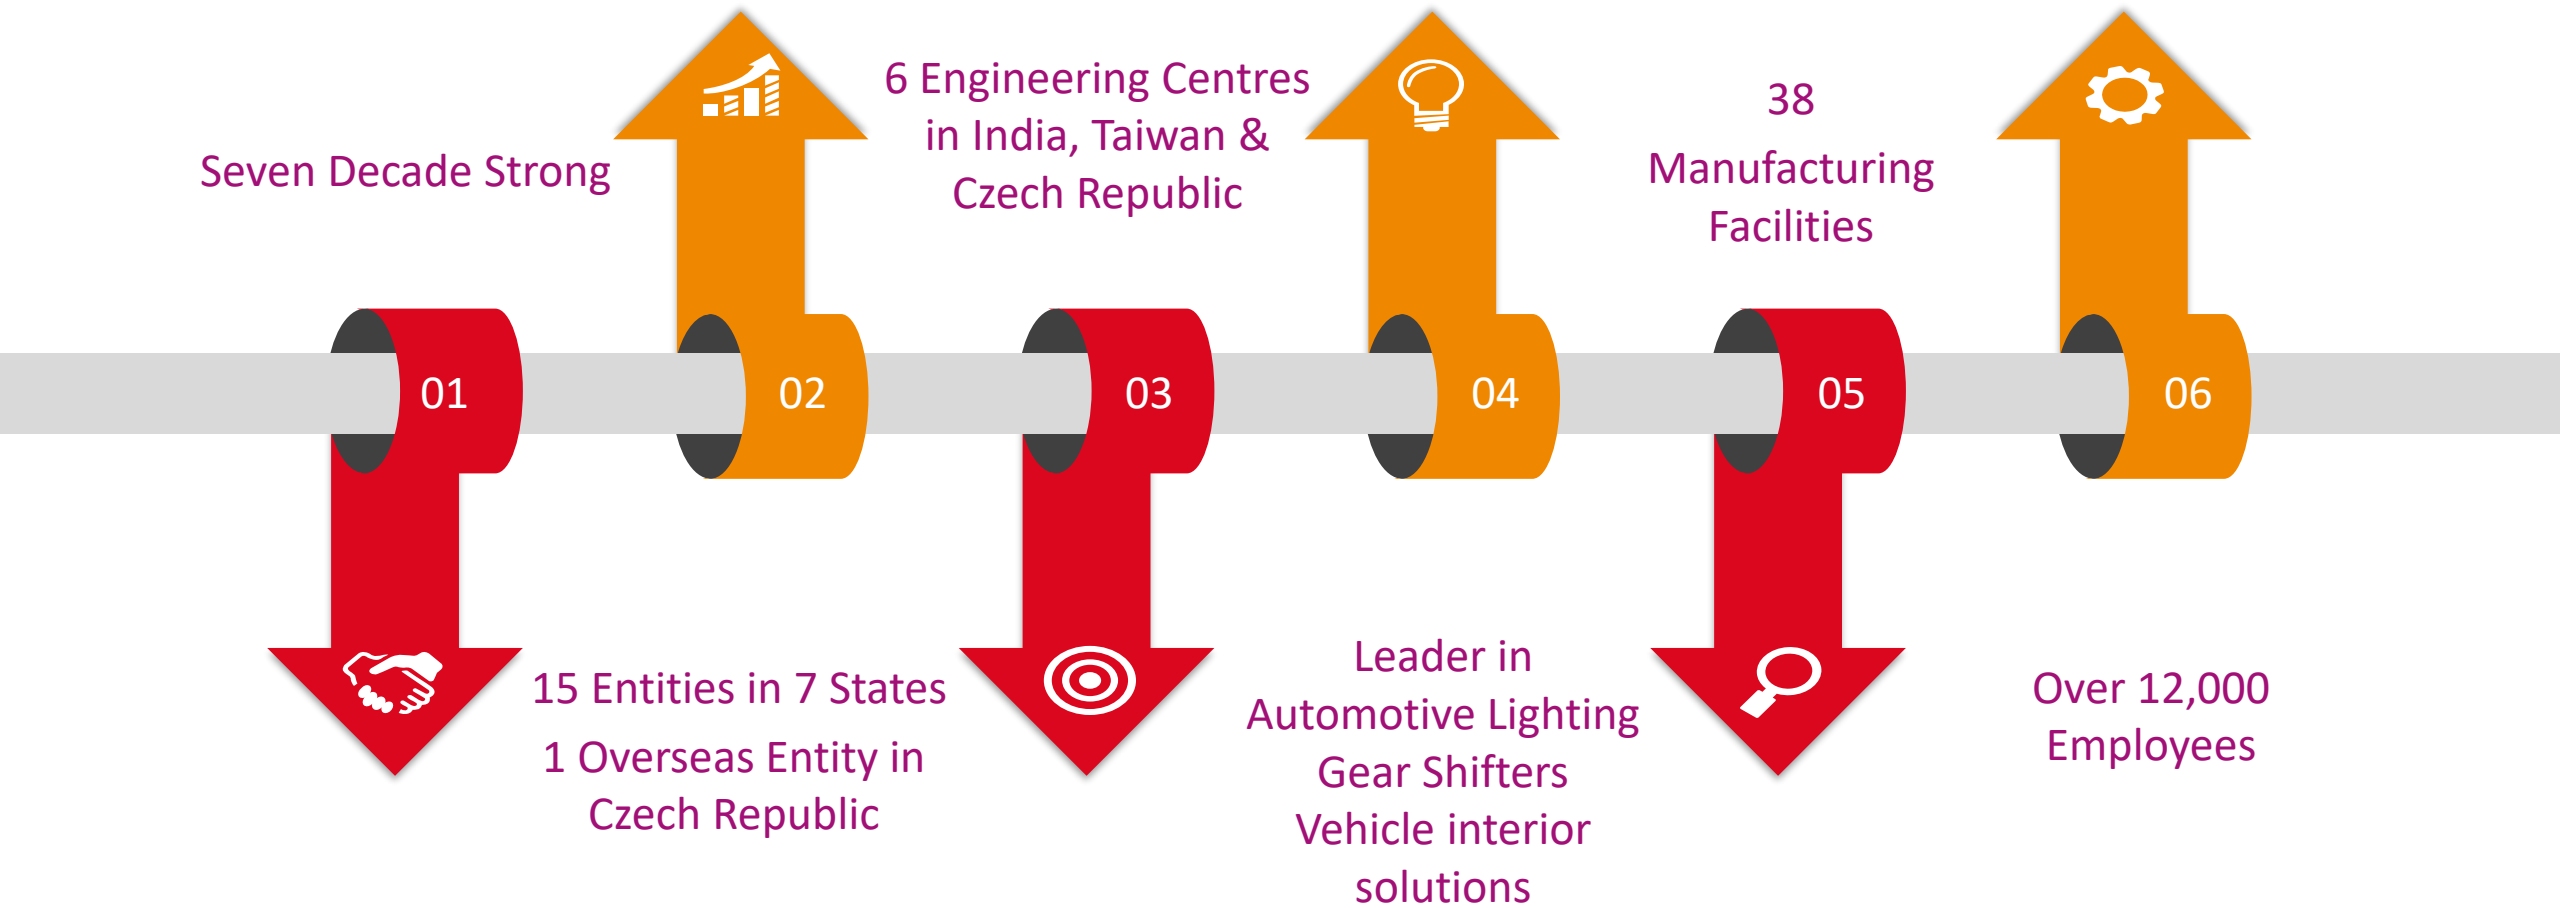 Seven Decade Strong
01
02
15 Entities in 7 States
1 Overseas Entity in
Czech Republic
6 Engineering Centres
in India, Taiwan &
Czech Republic
03
04
Leader in
Automotive Lighting
Gear Shifters
Vehicle interior
solutions
38
Manufacturing
Facilities
05
06
Over 12,000
Employees